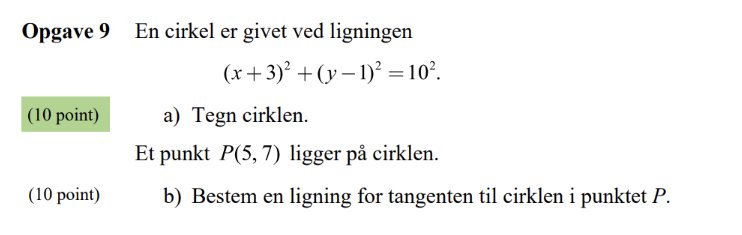 Opgave 9 En cirkel er givet ved ligningen
(x+3)² + (y−1)² = 10².
(10 point) a) Tegn cirklen.
Et punkt P(5, 7) ligger på cirklen.
(10 point) b) Bestem en ligning for tangenten til cirklen i punktet P.